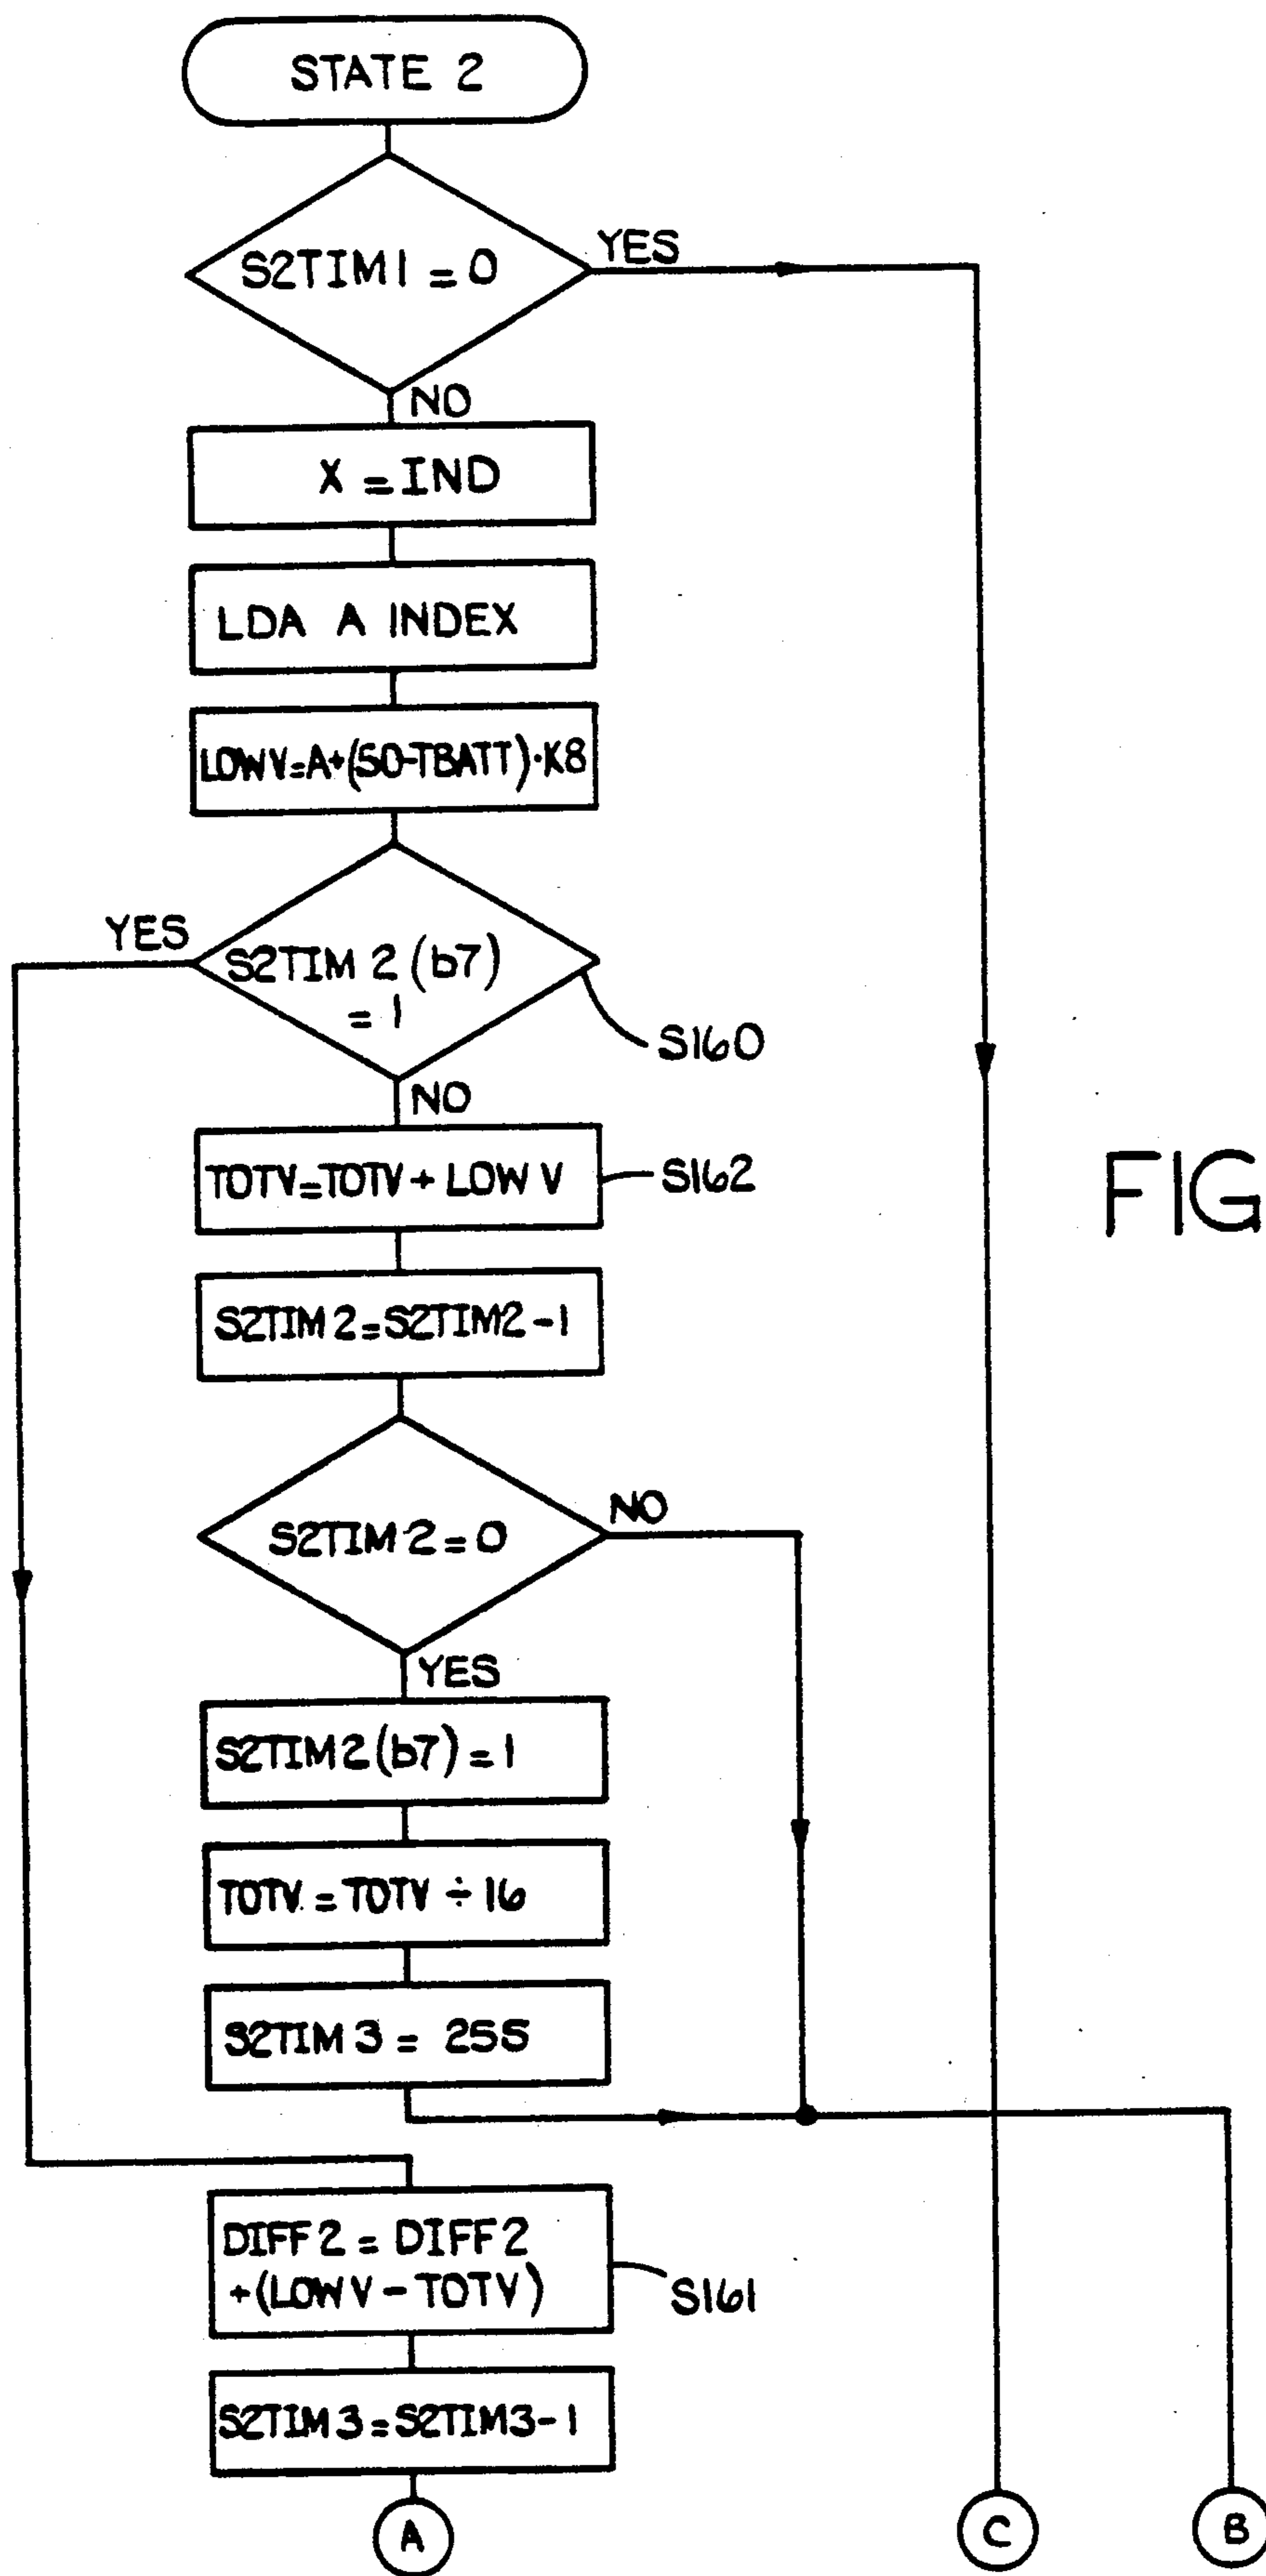 STATE 2
S2TIM1 = 0
YES
NO
X = IND
LDA A INDEX
LOWV=A+(50-TBATT)·K8
YES
S2TIM 2 (b7)
= 1
S160
NO
TOTV=TOTV + LOW V
S162
FIG
S2TIM 2=S2TIM2-1
S2TIM 2=0
NO
YES
S2TIM 2(b7)=1
TOTV = TOTV ÷ 16
S2TIM 3 = 255
DIFF 2 = DIFF 2
+(LOW V - TOTV)
S161
S2TIM 3=S2TIM3-1
A
C
B